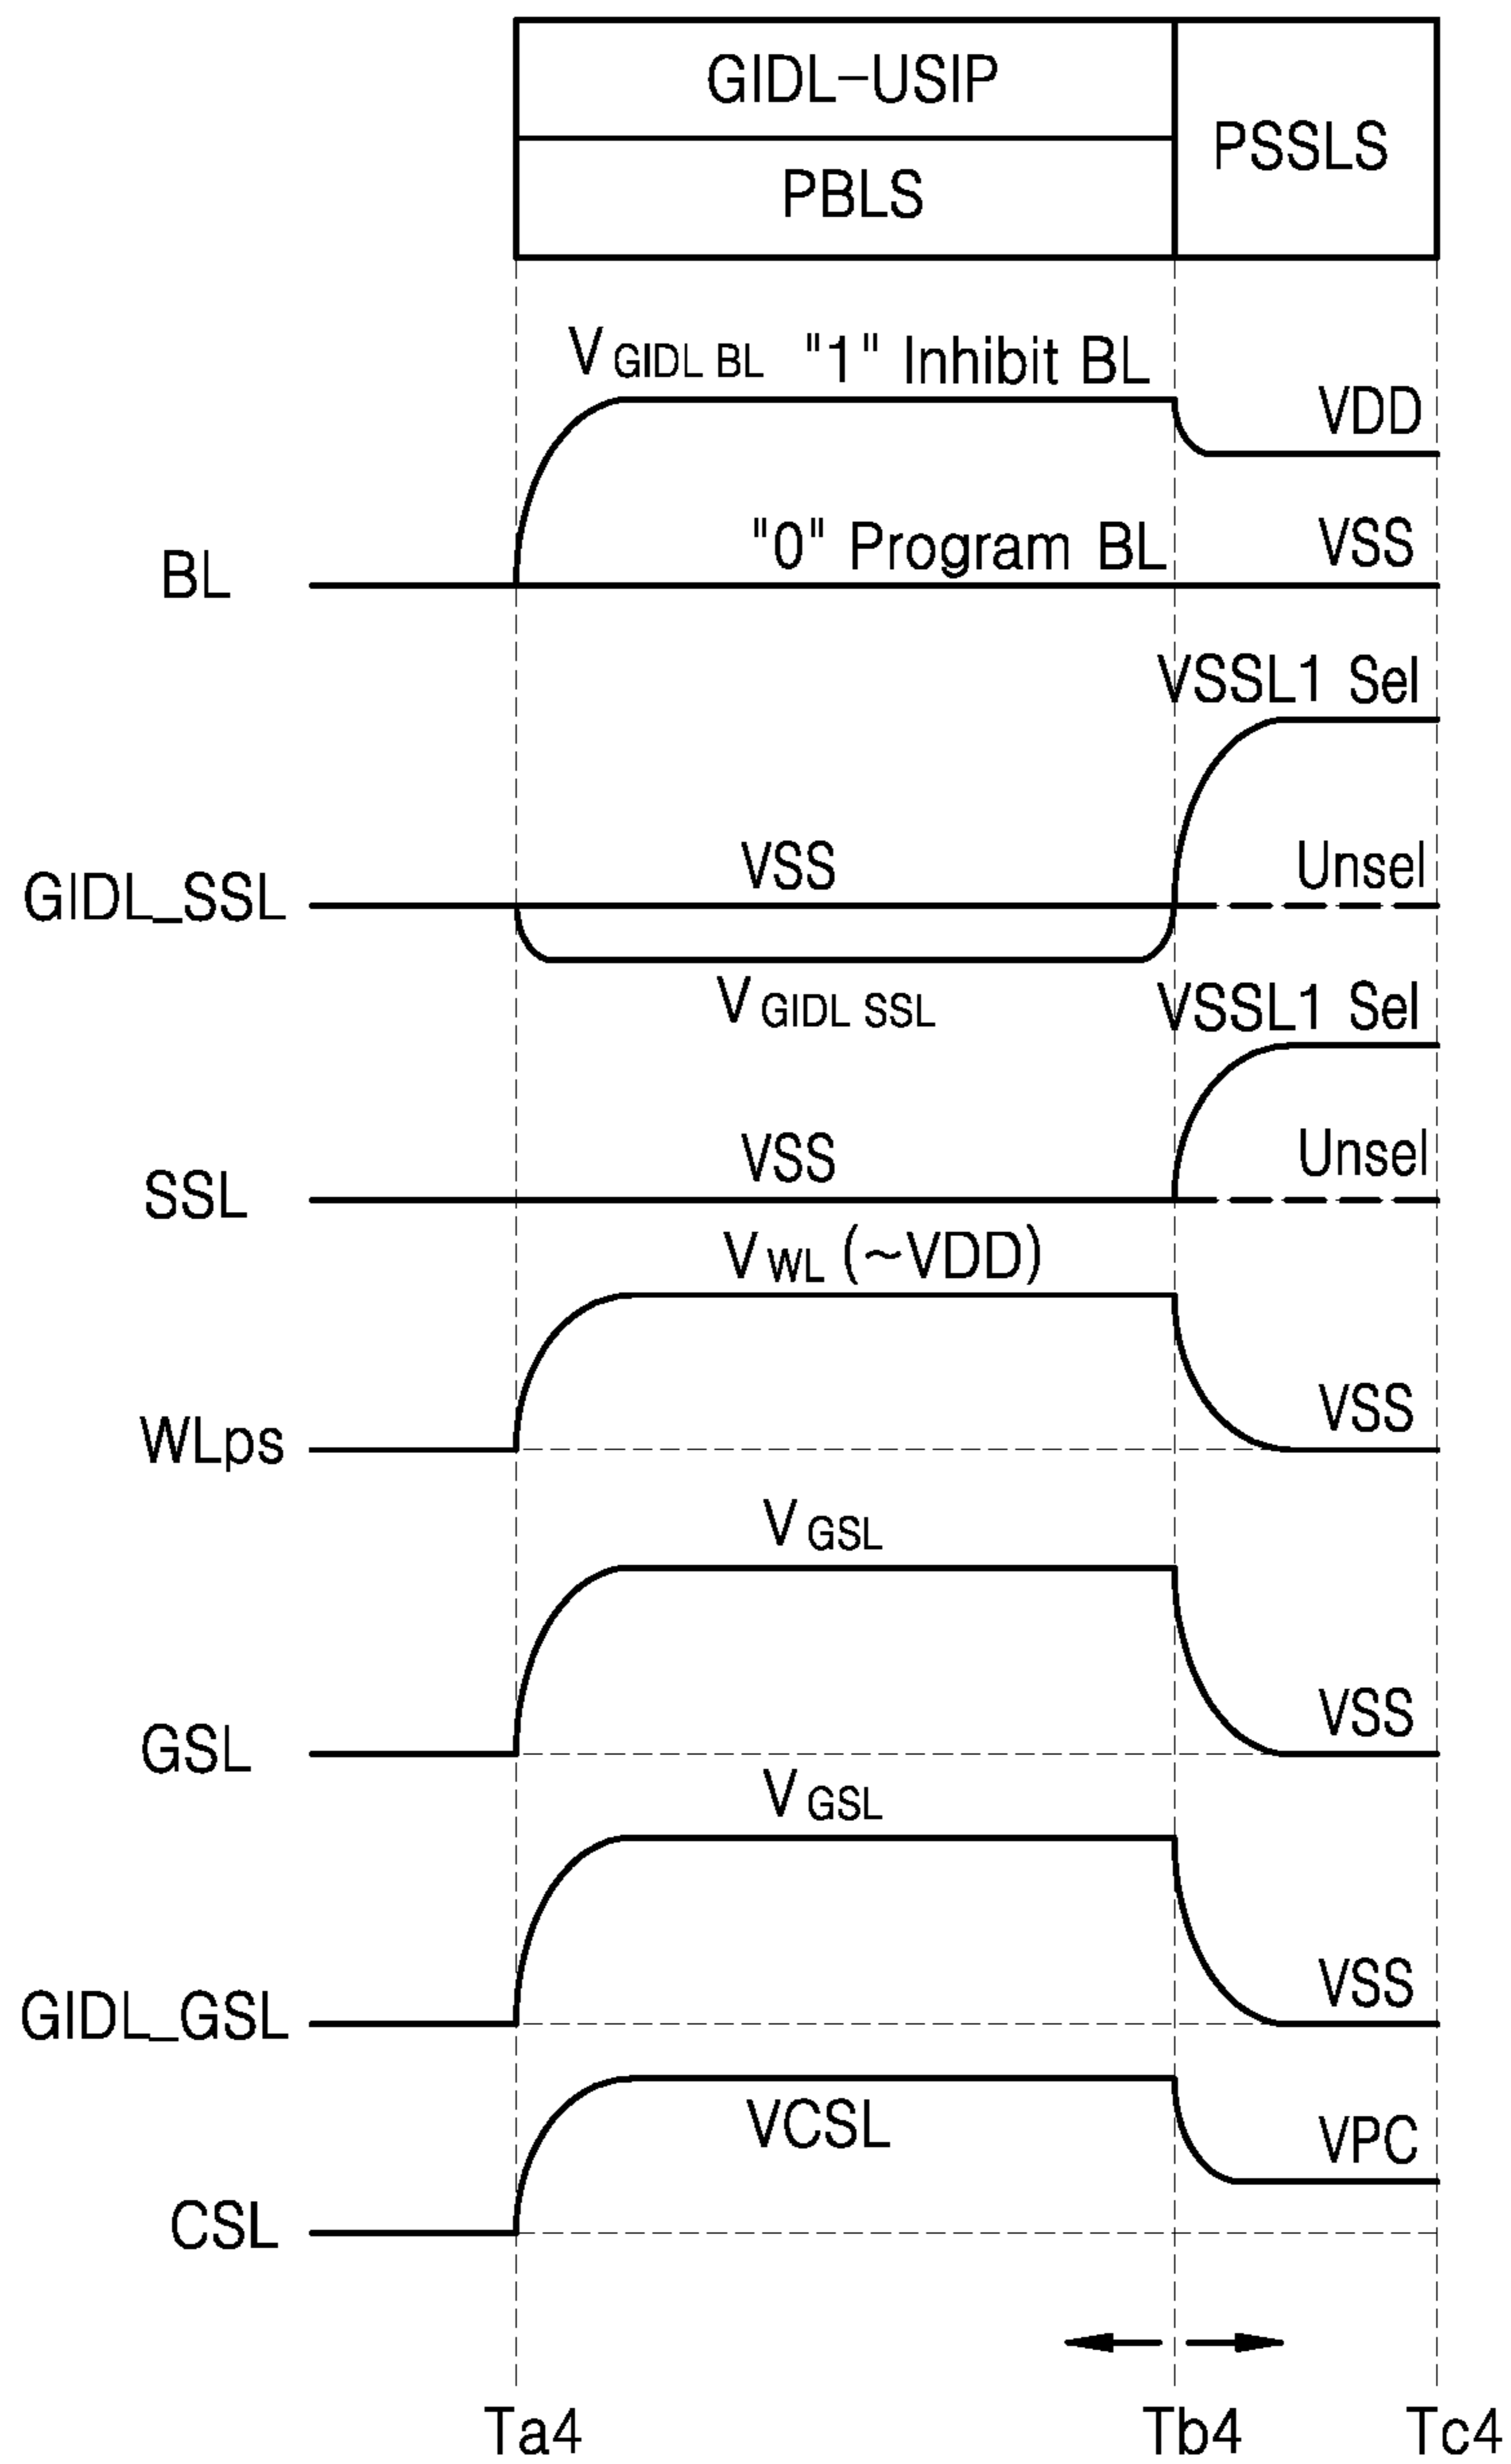 GIDL-USIP
PBLS
PSSLS
V GIDL BL "1" Inhibit BL
VDD
"0" Program BL
VSS
BL
VSSL1 Sel
VSS
Unsel
GIDL_SSL
V GIDL SSL
VSSL1 Sel
VSS
Unsel
SSL
V WL (~VDD)
VSS
WLps
V GSL
VSS
GSL
V GSL
VSS
GIDL_GSL
VCSL
VPC
CSL
Ta4
Tb4
Tc4